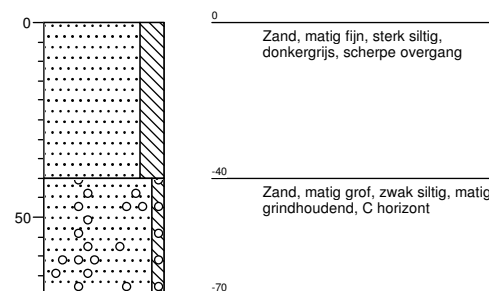 0
0
Zand, matig fijn, sterk siltig,
donkergrijs, scherpe overgang
-40
Zand, matig grof, zwak siltig, matig
grindhoudend, C horizont
50
-70